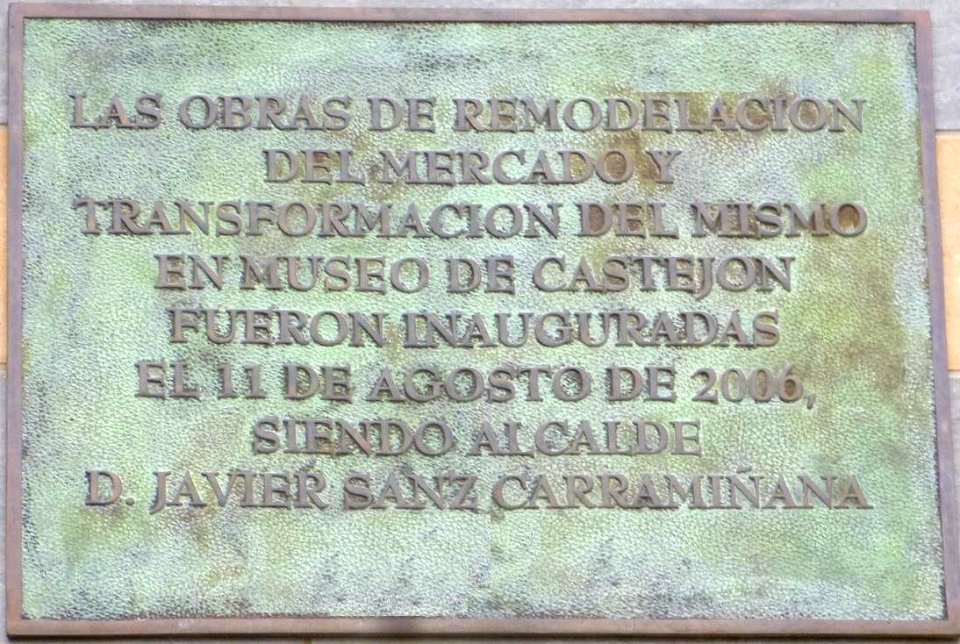 LAS OBRAS DE REMODELACION
DEL MERCADO Y
TRANSFORMACION DEL MISMO
EN MUSEO DE CASTEJON
FUERON INAUGURADAS
EL 11 DE AGOSTO DE 2006,
SIENDO ALCALDE
D. JAVIER SANZ CARRAMIÑANA